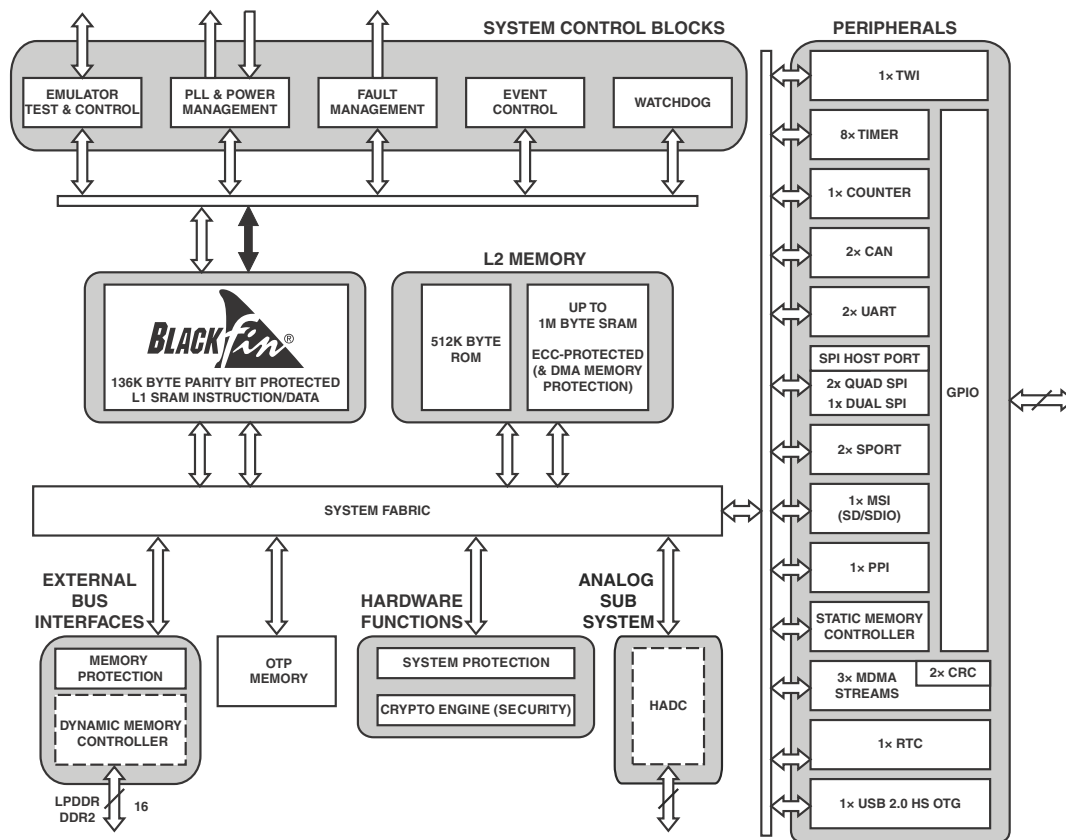 SYSTEM CONTROL BLOCKS
EMULATOR
TEST & CONTROL
PLL & POWER
MANAGEMENT
FAULT
MANAGEMENT
EVENT
CONTROL
WATCHDOG
BLACKfin®
136K BYTE PARITY BIT PROTECTED
L1 SRAM INSTRUCTION/DATA
L2 MEMORY
512K BYTE
ROM
UP TO
1M BYTE SRAM
ECC-PROTECTED
(& DMA MEMORY
PROTECTION)
SYSTEM FABRIC
EXTERNAL
BUS
INTERFACES
MEMORY
PROTECTION
DYNAMIC MEMORY
CONTROLLER
LPDDR
DDR2
16
OTP
MEMORY
HARDWARE
FUNCTIONS
SYSTEM PROTECTION
CRYPTO ENGINE (SECURITY)
ANALOG
SUB
SYSTEM
HADC
PERIPHERALS
1× TWI
8× TIMER
1× COUNTER
2× CAN
2× UART
SPI HOST PORT
2x QUAD SPI
1x DUAL SPI
2× SPORT
1× MSI
(SD/SDIO)
1× PPI
STATIC MEMORY
CONTROLLER
GPIO
3× MDMA
STREAMS
2× CRC
1× RTC
1× USB 2.0 HS OTG